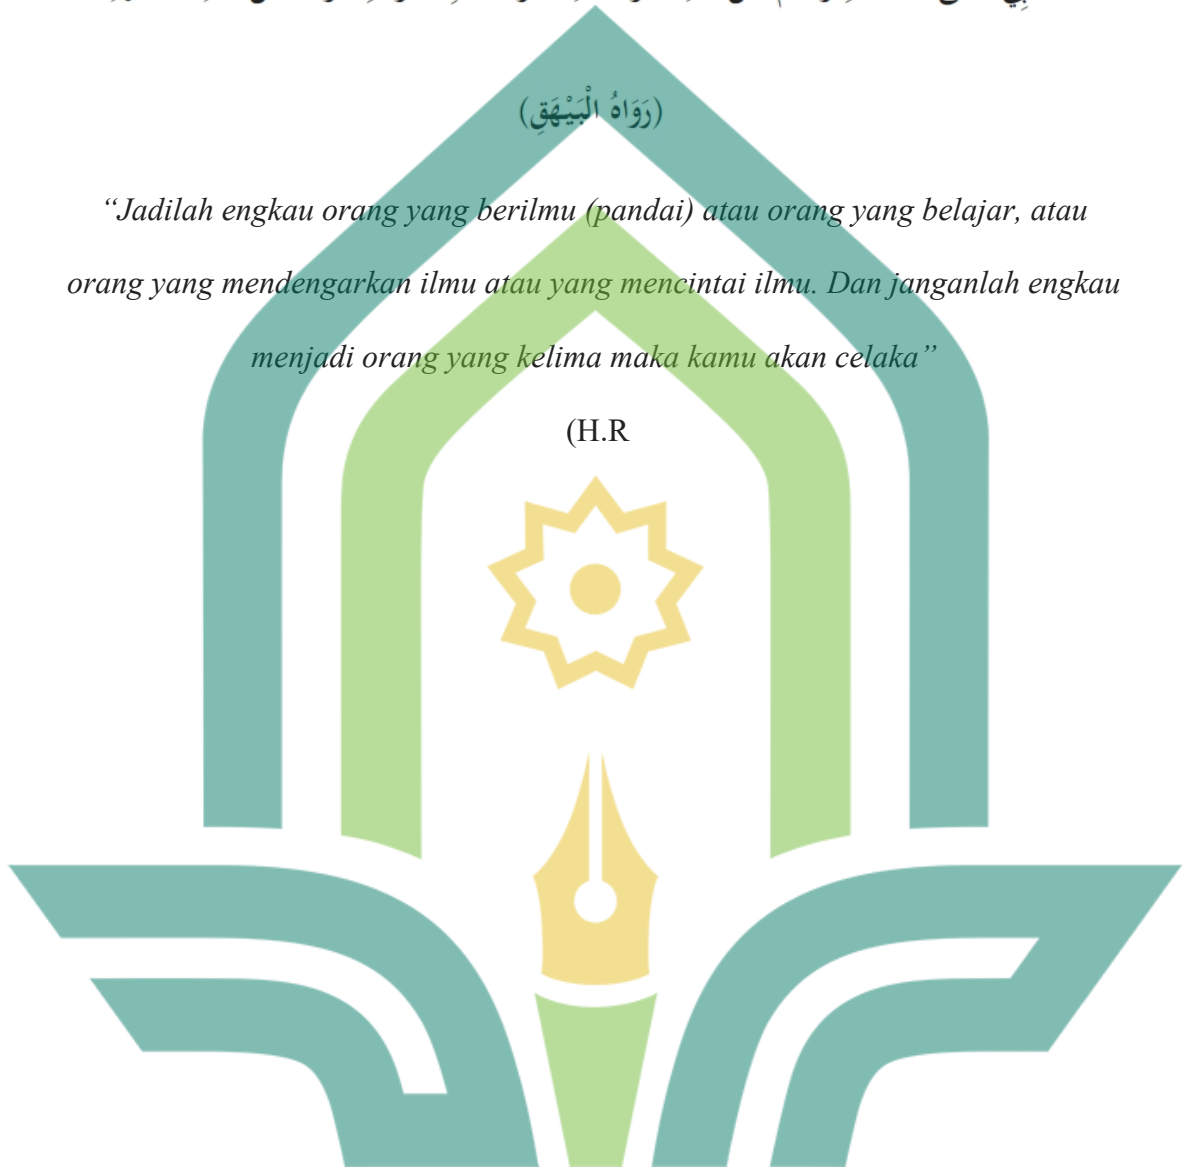 (رَوَاهُ الْبَيْهَقِ)
“Jadilah engkau orang yang berilmu (pandai) atau orang yang belajar, atau
orang yang mendengarkan ilmu atau yang mencintai ilmu. Dan janganlah engkau
menjadi orang yang kelima maka kamu akan celaka”
(H.R